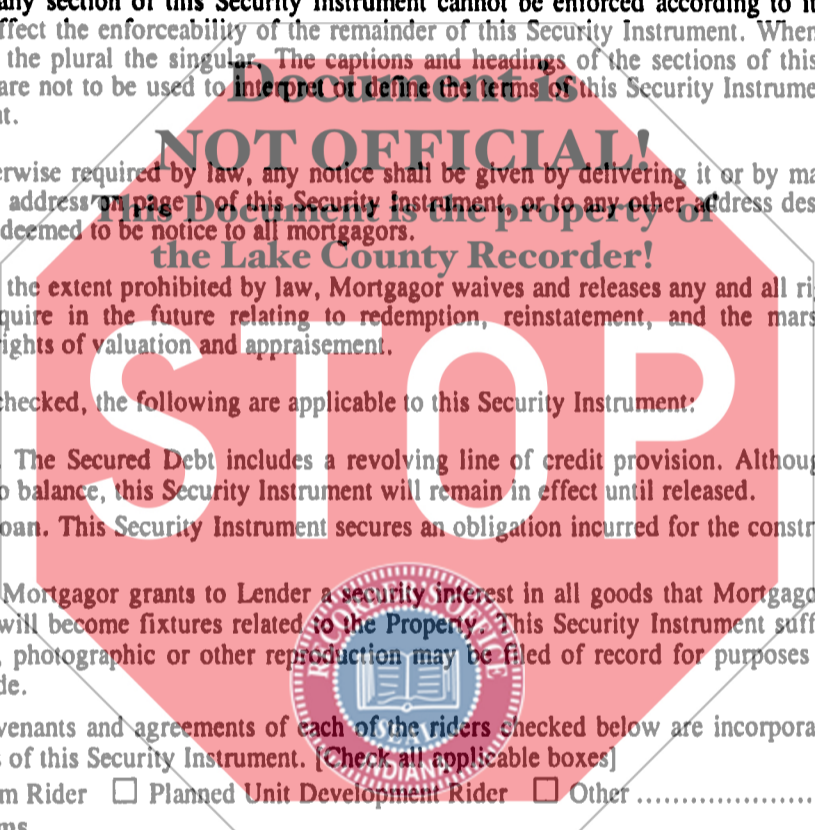 any section of this Security Instrument cannot be enforced according to it
ffect the enforceability of the remainder of this Security Instrument. When
the plural the singular. The captions and headings of the sections of this
are not to be used to interpret or define the terms of this Security Instrume
t.
Document is
NOT OFFICIAL!
This Document is the property of
the Lake County Recorder!
erwise required by law, any notice shall be given by delivering it or by ma
address on page 1 of this Security Instrument, or to any other address des
deemed to be notice to all mortgagors.
the extent prohibited by law, Mortgagor waives and releases any and all ri
quire in the future relating to redemption, reinstatement, and the mars
ights of valuation and appraisement.
STOP
checked, the following are applicable to this Security Instrument:
. The Secured Debt includes a revolving line of credit provision. Althoug
o balance, this Security Instrument will remain in effect until released.
oan. This Security Instrument secures an obligation incurred for the constr
Mortgagor grants to Lender a security interest in all goods that Mortgago
will become fixtures related to the Property. This Security Instrument suff
, photographic or other reproduction may be filed of record for purposes
de.
RECORDER'S OFFICE
SEAL
INDIANA
venants and agreements of each of the riders checked below are incorpora
s of this Security Instrument. [Check all applicable boxes]
m Rider ☐ Planned Unit Development Rider ☐ Other ....................